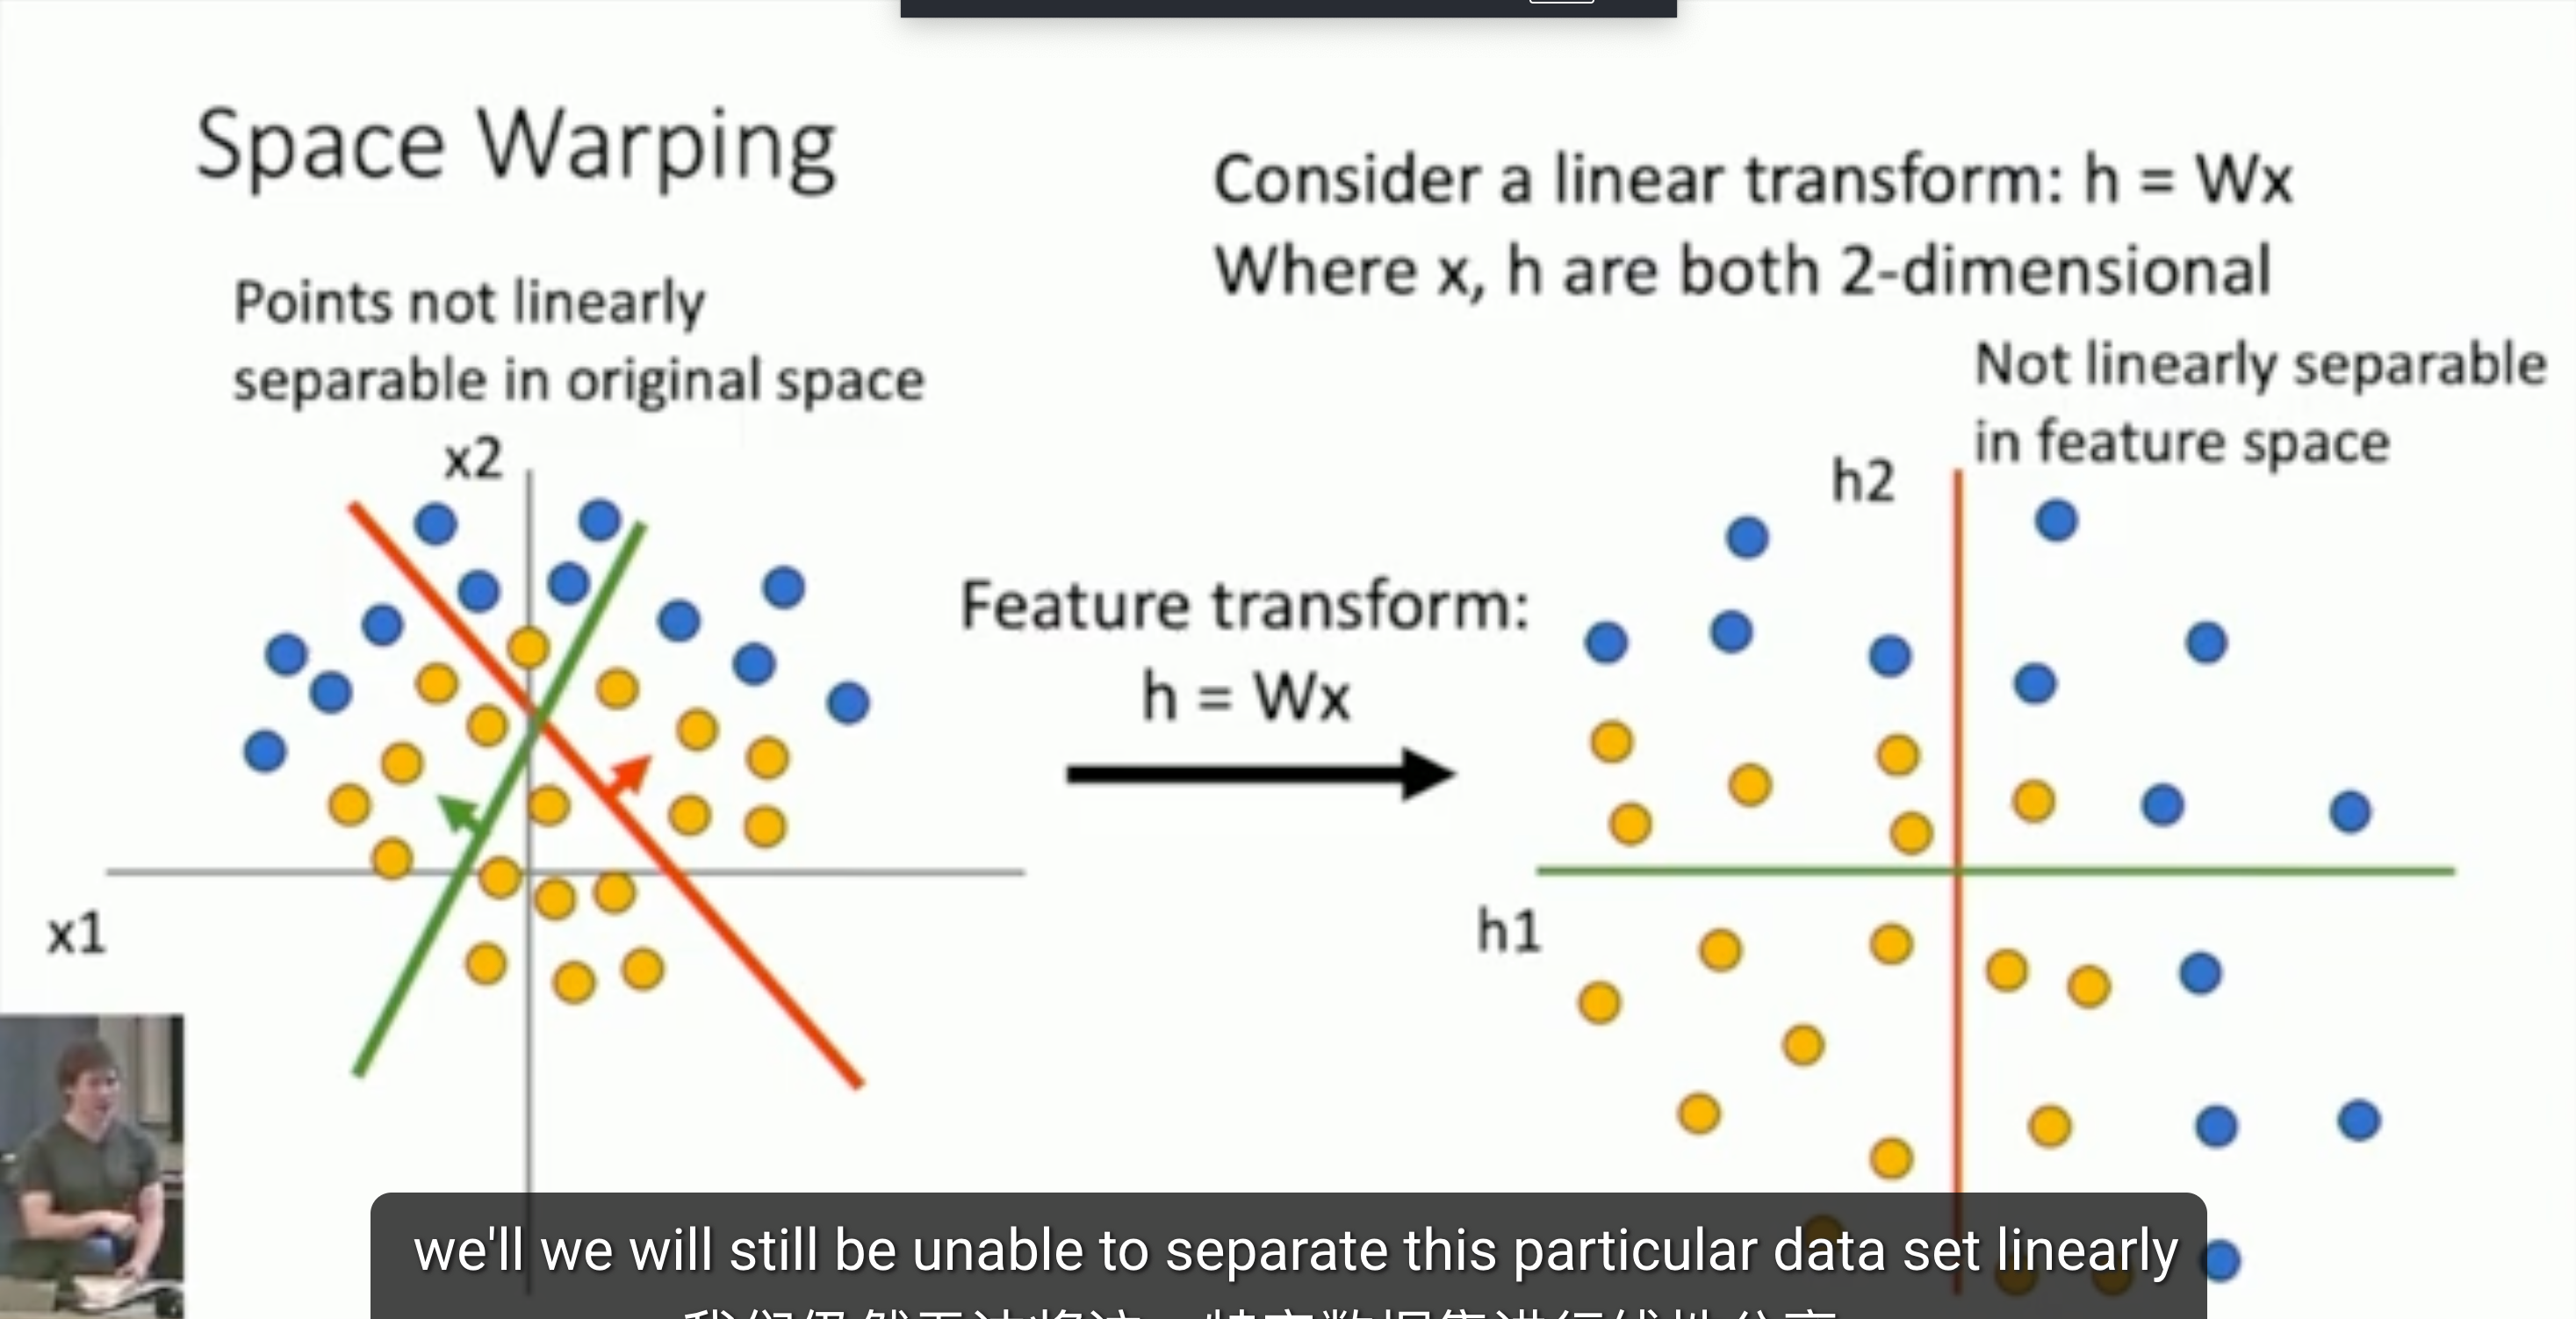 Space Warping
Consider a linear transform: h = Wx
Where x, h are both 2-dimensional
Points not linearly
separable in original space
Not linearly separable
in feature space
x2
h2
Feature transform:
h = Wx
x1
h1
we'll we will still be unable to separate this particular data set linearly